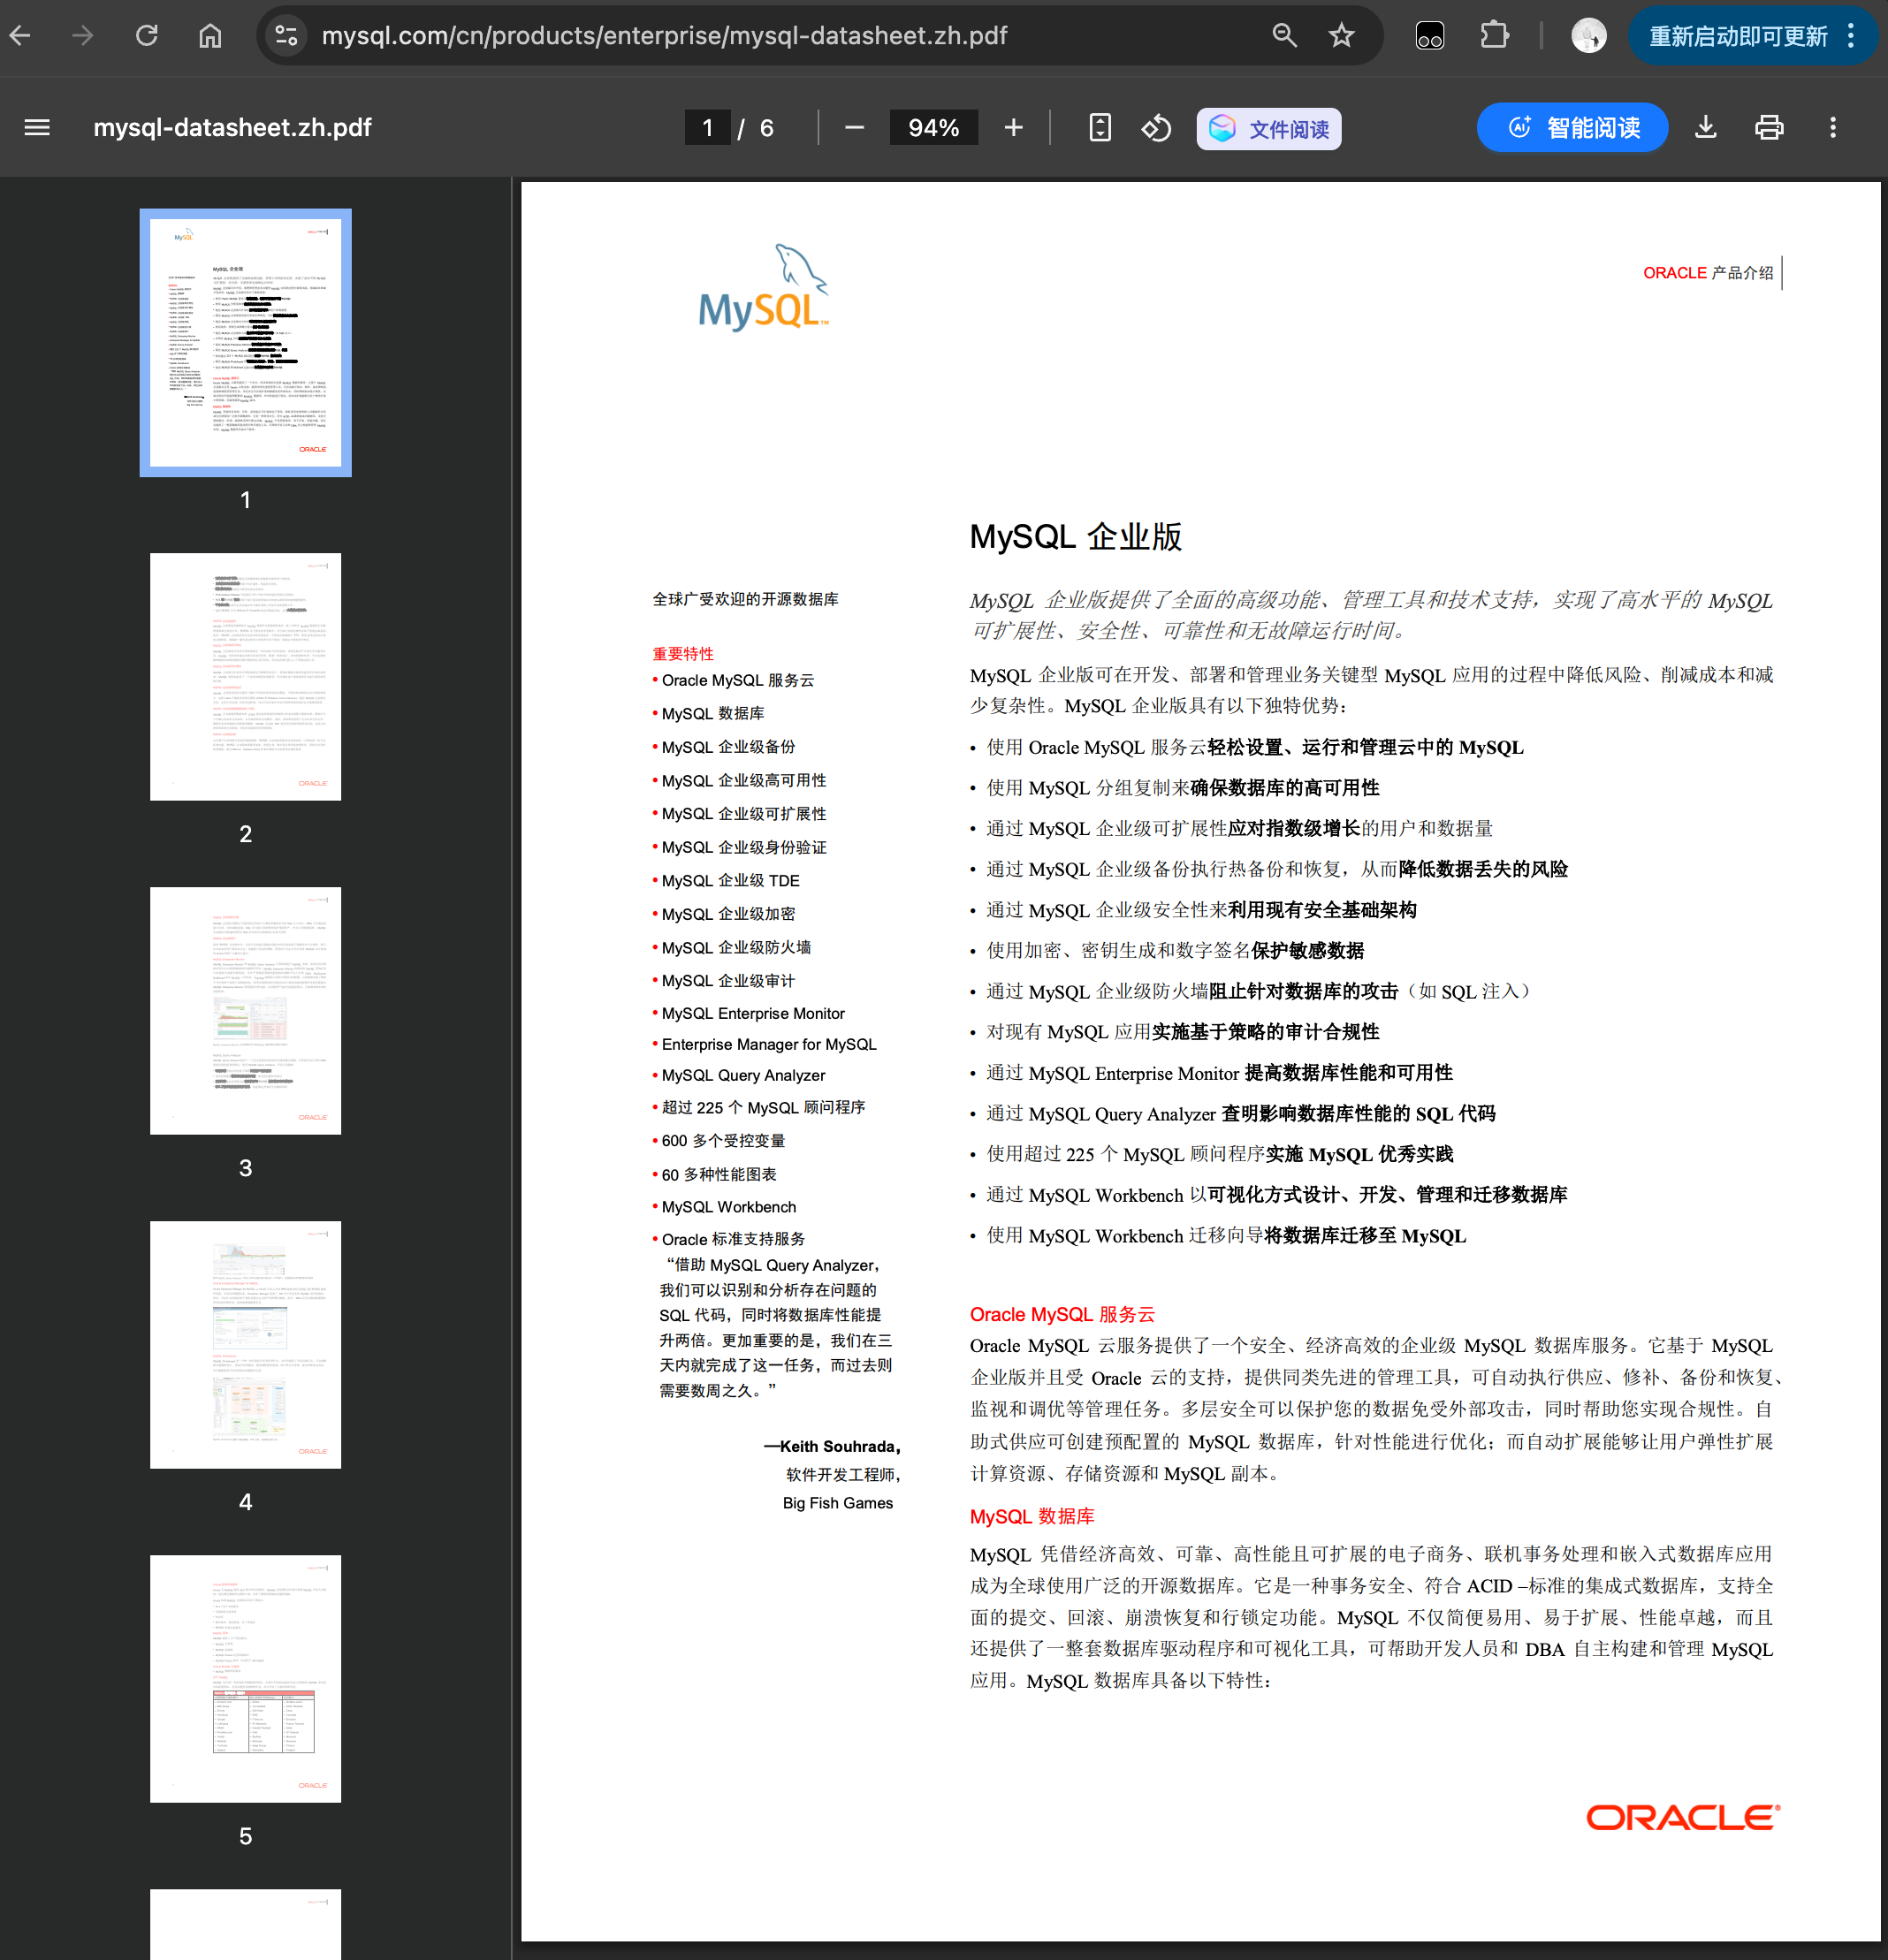 mysql.com/cn/products/enterprise/mysql-datasheet.zh.pdf
重新启动即可更新
mysql-datasheet.zh.pdf
1 / 6
94%
文件阅读
智能阅读
1
2
3
4
5
MySQL™
ORACLE 产品介绍
MySQL 企业版
全球广受欢迎的开源数据库
重要特性
• Oracle MySQL 服务云
• MySQL 数据库
• MySQL 企业级备份
• MySQL 企业级高可用性
• MySQL 企业级可扩展性
• MySQL 企业级身份验证
• MySQL 企业级 TDE
• MySQL 企业级加密
• MySQL 企业级防火墙
• MySQL 企业级审计
• MySQL Enterprise Monitor
• Enterprise Manager for MySQL
• MySQL Query Analyzer
• 超过 225 个 MySQL 顾问程序
• 600 多个受控变量
• 60 多种性能图表
• MySQL Workbench
• Oracle 标准支持服务
“借助 MySQL Query Analyzer，
我们可以识别和分析存在问题的
SQL 代码，同时将数据库性能提
升两倍。更加重要的是，我们在三
天内就完成了这一任务，而过去则
需要数周之久。”
—Keith Souhrada，
软件开发工程师，
Big Fish Games
MySQL 企业版提供了全面的高级功能、管理工具和技术支持，实现了高水平的 MySQL
可扩展性、安全性、可靠性和无故障运行时间。
MySQL 企业版可在开发、部署和管理业务关键型 MySQL 应用的过程中降低风险、削减成本和减
少复杂性。MySQL 企业版具有以下独特优势：
• 使用 Oracle MySQL 服务云轻松设置、运行和管理云中的 MySQL
• 使用 MySQL 分组复制来确保数据库的高可用性
• 通过 MySQL 企业级可扩展性应对指数级增长的用户和数据量
• 通过 MySQL 企业级备份执行热备份和恢复，从而降低数据丢失的风险
• 通过 MySQL 企业级安全性来利用现有安全基础架构
• 使用加密、密钥生成和数字签名保护敏感数据
• 通过 MySQL 企业级防火墙阻止针对数据库的攻击（如 SQL 注入）
• 对现有 MySQL 应用实施基于策略的审计合规性
• 通过 MySQL Enterprise Monitor 提高数据库性能和可用性
• 通过 MySQL Query Analyzer 查明影响数据库性能的 SQL 代码
• 使用超过 225 个 MySQL 顾问程序实施 MySQL 优秀实践
• 通过 MySQL Workbench 以可视化方式设计、开发、管理和迁移数据库
• 使用 MySQL Workbench 迁移向导将数据库迁移至 MySQL
Oracle MySQL 服务云
Oracle MySQL 云服务提供了一个安全、经济高效的企业级 MySQL 数据库服务。它基于 MySQL
企业版并且受 Oracle 云的支持，提供同类先进的管理工具，可自动执行供应、修补、备份和恢复、
监视和调优等管理任务。多层安全可以保护您的数据免受外部攻击，同时帮助您实现合规性。自
助式供应可创建预配置的 MySQL 数据库，针对性能进行优化；而自动扩展能够让用户弹性扩展
计算资源、存储资源和 MySQL 副本。
MySQL 数据库
MySQL 凭借经济高效、可靠、高性能且可扩展的电子商务、联机事务处理和嵌入式数据库应用
成为全球使用广泛的开源数据库。它是一种事务安全、符合 ACID –标准的集成式数据库，支持全
面的提交、回滚、崩溃恢复和行锁定功能。MySQL 不仅简便易用、易于扩展、性能卓越，而且
还提供了一整套数据库驱动程序和可视化工具，可帮助开发人员和 DBA 自主构建和管理 MySQL
应用。MySQL 数据库具备以下特性：
ORACLE®